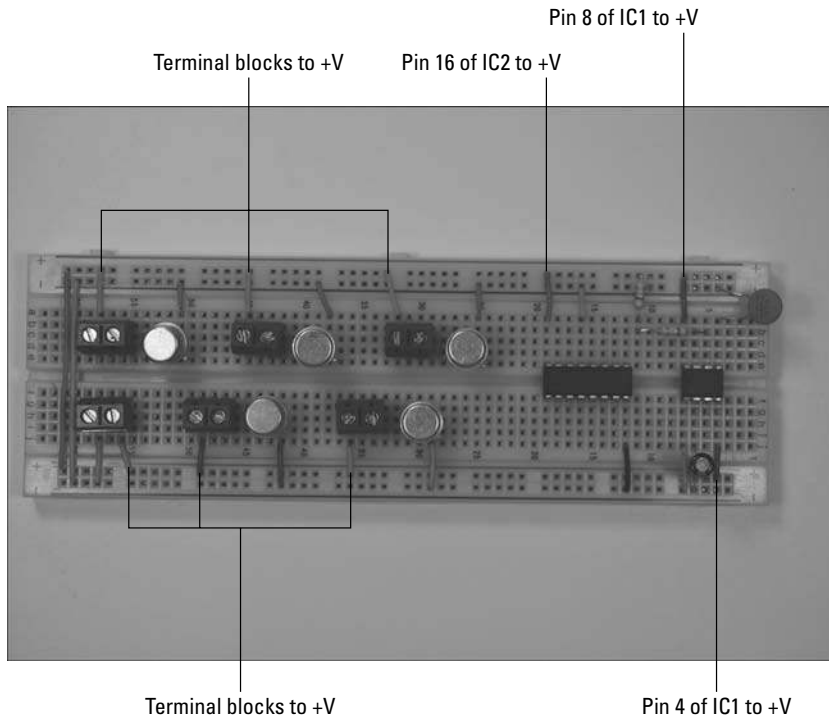 Pin 8 of IC1 to +V
Terminal blocks to +V
Pin 16 of IC2 to +V
Terminal blocks to +V
Pin 4 of IC1 to +V